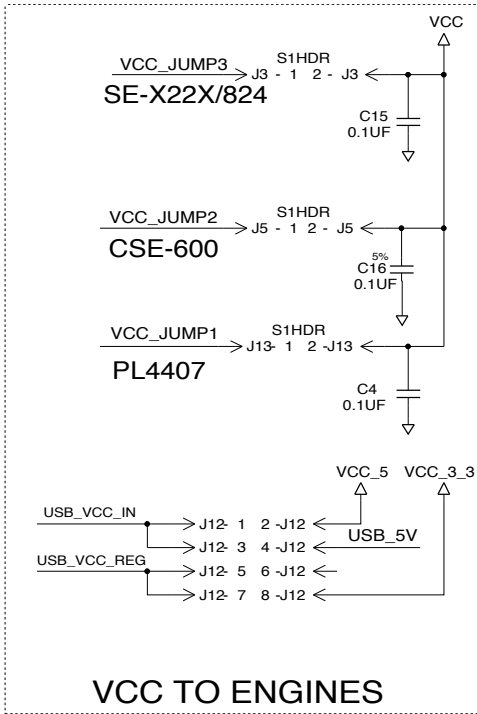 VCC
S1HDR
VCC_JUMP3 J3 - 1 2 - J3
SE-X22X/824
C15
0.1UF
S1HDR
VCC_JUMP2 J5 - 1 2 - J5
CSE-600
5%
C16
0.1UF
S1HDR
VCC_JUMP1 J13- 1 2 -J13
PL4407
C4
0.1UF
VCC_5 VCC_3_3
USB_VCC_IN J12- 1 2 -J12
J12- 3 4 -J12 USB_5V
USB_VCC_REG J12- 5 6 -J12
J12- 7 8 -J12
VCC TO ENGINES